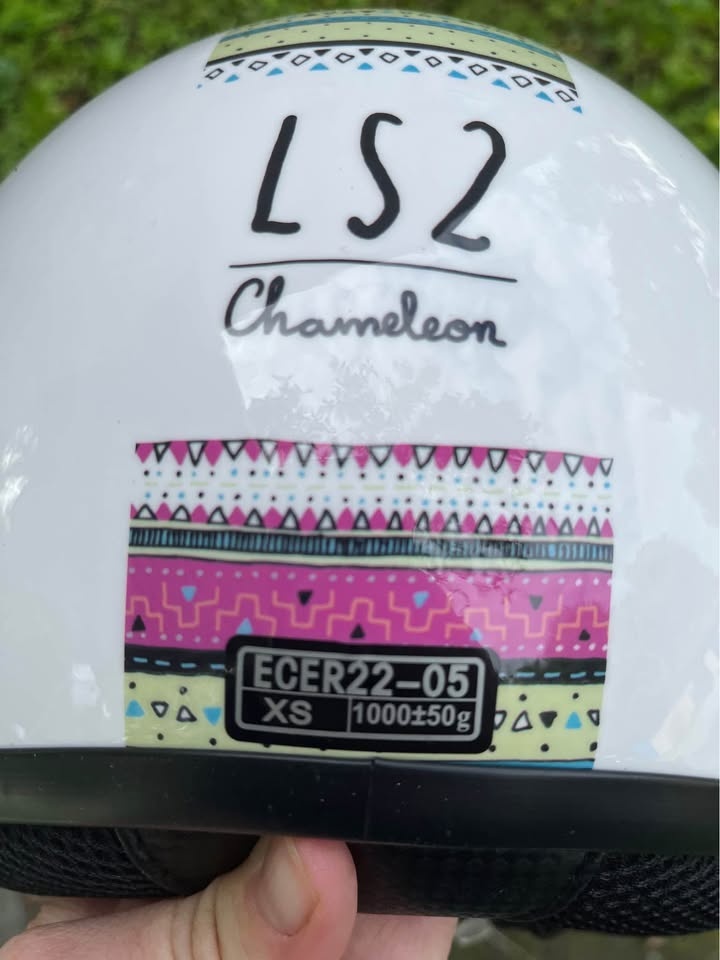 LS2
Chameleon
ECER22-05
XS 1000±50g